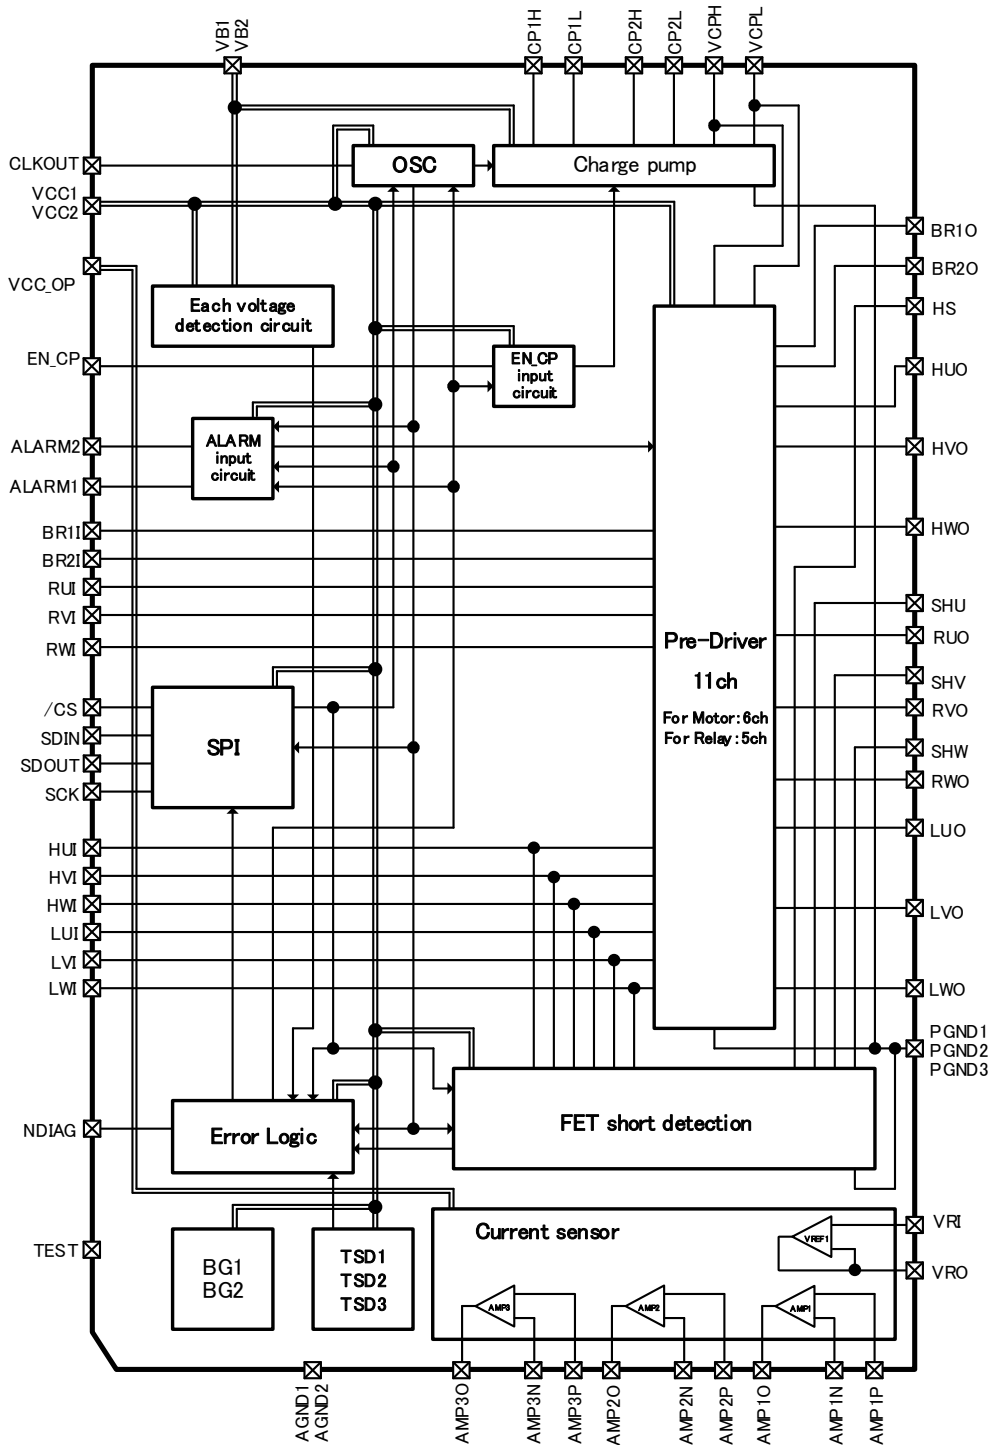 VB1
VB2
CP1H
CP1L
CP2H
CP2L
VCPH
VCPL
CLKOUT
OSC
Charge pump
VCC1
VCC2
BR1O
VCC_OP
BR2O
Each voltage
detection circuit
HS
EN_CP
EN_CP
input
circuit
HUO
ALARM2
ALARM
input
circuit
HVO
ALARM1
BR1I
HWO
BR2I
RUI
SHU
RVI
RUO
RWI
Pre-Driver
11ch
For Motor:6ch
For Relay:5ch
SHV
/CS
RVO
SDIN
SPI
SHW
SDOUT
RWO
SCK
LUO
HUI
HVI
HWI
LVO
LUI
LVI
LWI
LWO
PGND1
PGND2
PGND3
NDIAG
Error Logic
FET short detection
TEST
BG1
BG2
TSD1
TSD2
TSD3
Current sensor
VREF1
VRI
VRO
AMP3
AMP2
AMP1
AGND1
AGND2
AMP3O
AMP3N
AMP3P
AMP2O
AMP2N
AMP2P
AMP1O
AMP1N
AMP1P